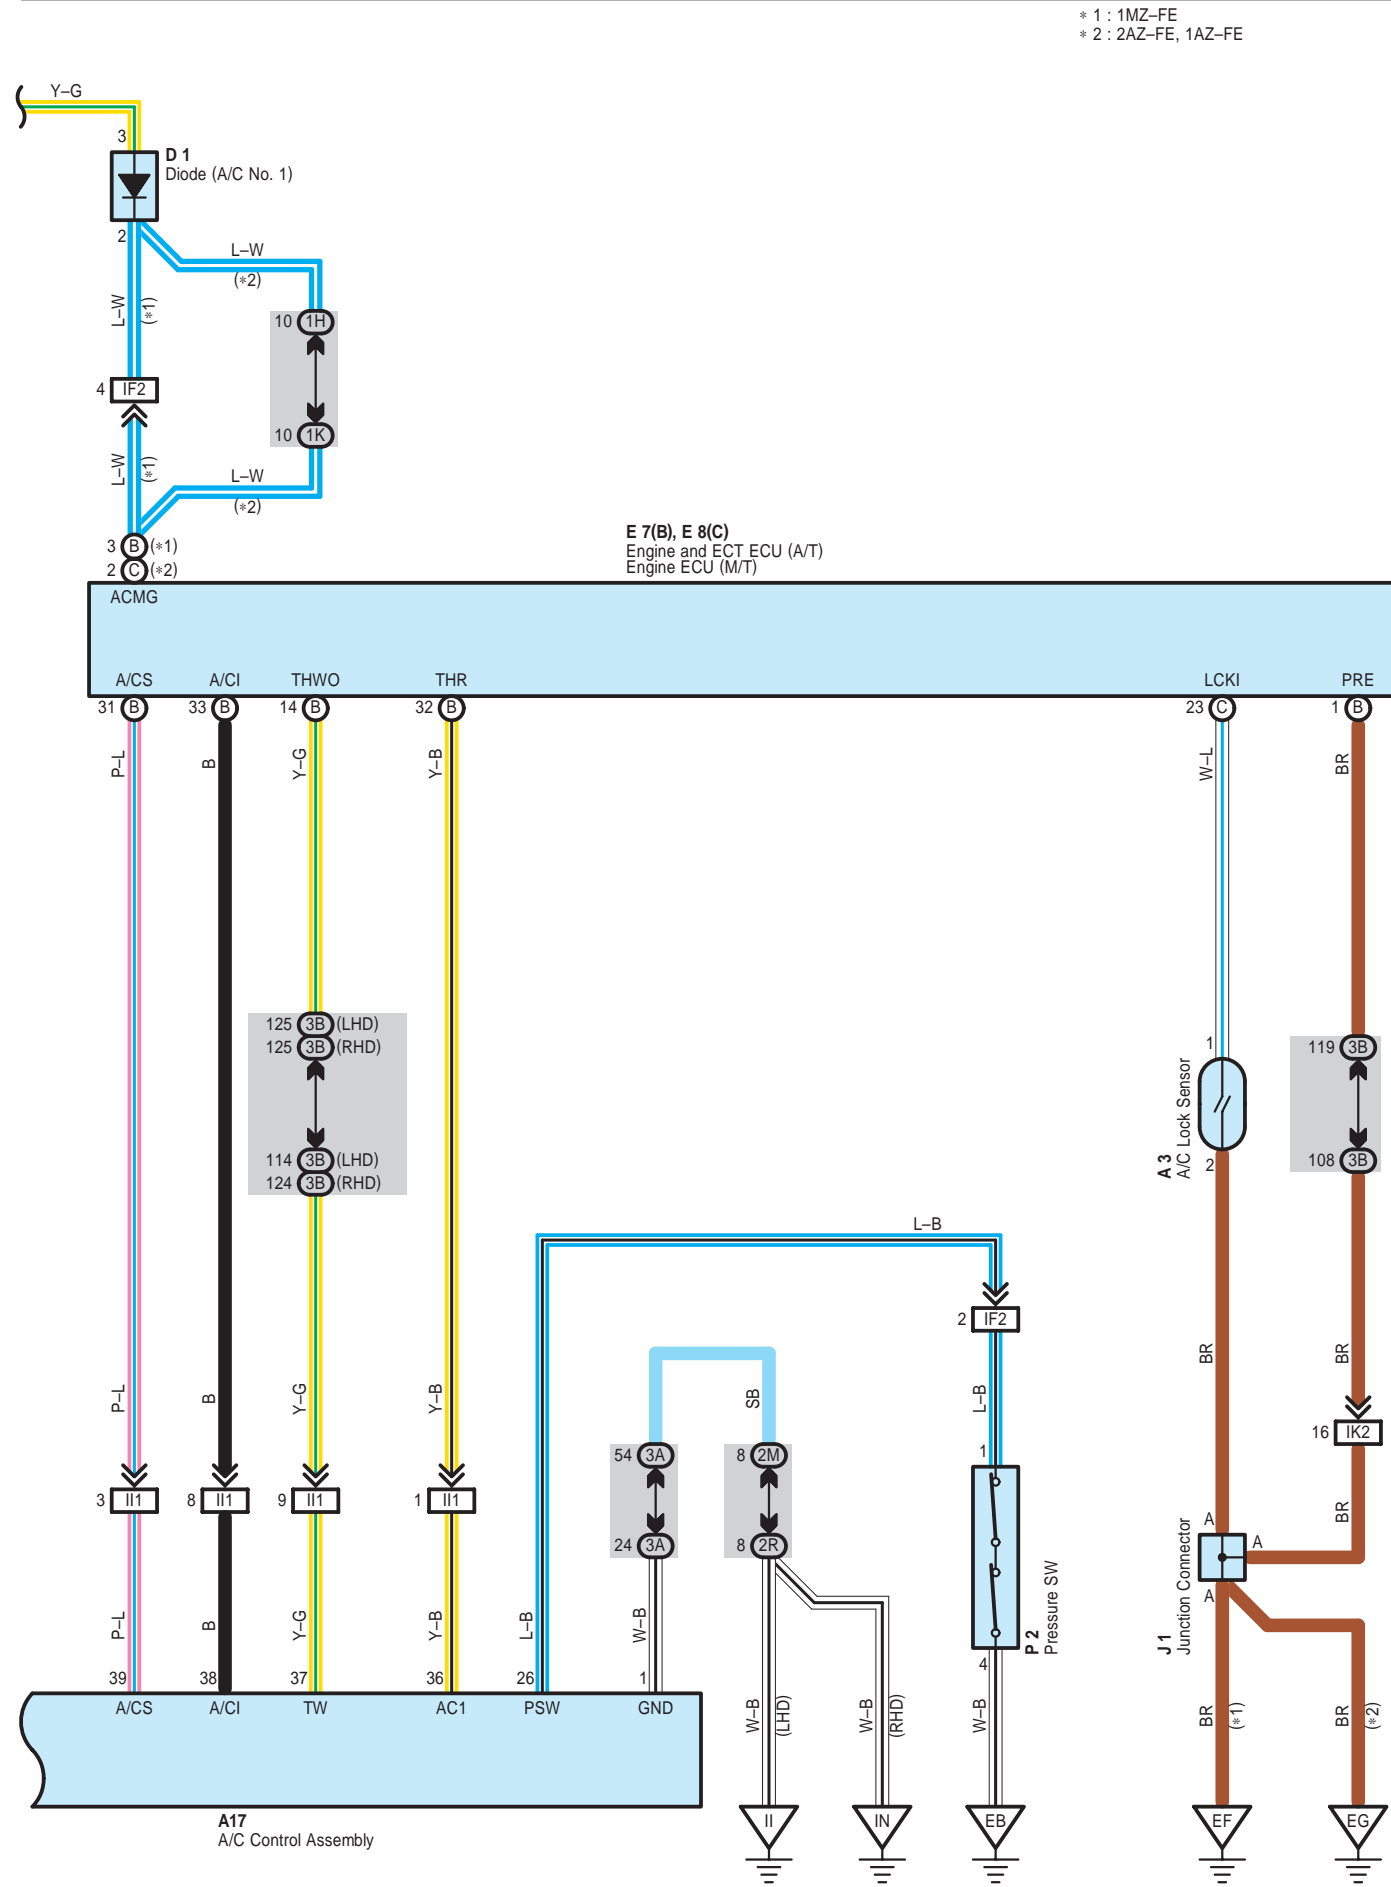 ∗ 1 : 1MZ–FE
∗ 2 : 2AZ–FE, 1AZ–FE
Y–G
3
D 1
Diode (A/C No. 1)
2
L–W
(∗2)
L–W
(∗1)
10 1H
4 IF2
10 1K
L–W
(∗1)
L–W
(∗2)
3 B (∗1)
2 C (∗2)
E 7(B), E 8(C)
Engine and ECT ECU (A/T)
Engine ECU (M/T)
ACMG
A/CS A/CI THWO THR LCKI PRE
31 B 33 B 14 B 32 B 23 C 1 B
P–L B Y–G Y–B W–L BR
125 3B (LHD)
125 3B (RHD)
114 3B (LHD)
124 3B (RHD)
1
A 3
A/C Lock Sensor
2
119 3B
108 3B
L–B
2 IF2
BR BR
P–L B Y–G Y–B SB L–B
16 IK2
54 3A 8 2M 1
3 II1 8 II1 9 II1 1 II1
24 3A 8 2R
BR
A A
A
J 1
Junction Connector
P 2
Pressure SW
P–L B Y–G Y–B L–B W–B
4
39 38 37 36 26 1
A/CS A/CI TW AC1 PSW GND
W–B
(LHD)
W–B
(RHD)
W–B
BR
(∗1)
BR
(∗2)
A17
A/C Control Assembly
II IN EB EF EG